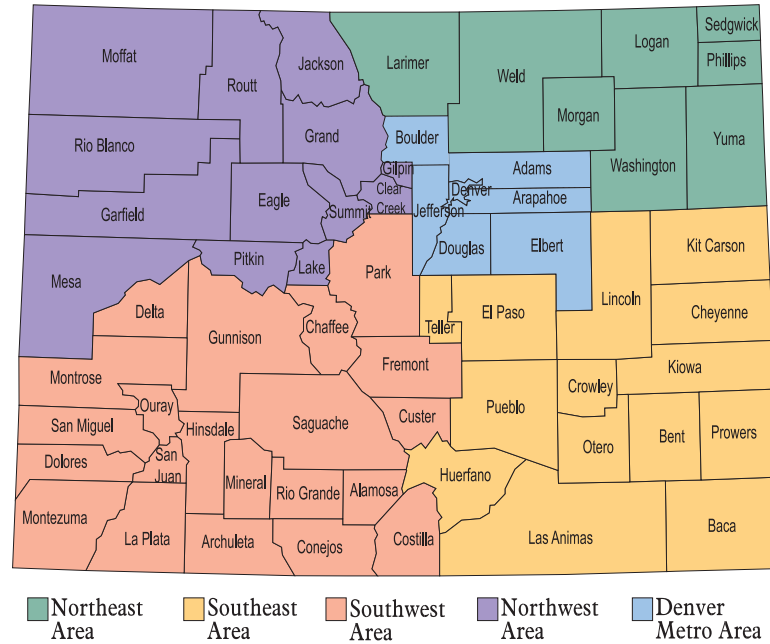 Sedgwick
Logan
Moffat
Jackson
Larimer
Weld
Phillips
Routt
Morgan
Grand
Boulder
Yuma
Rio Blanco
Gilpin
Adams
Washington
Clear
Creek
Denver
Arapahoe
Eagle
Summit
Jefferson
Garfield
Kit Carson
Douglas
Elbert
Pitkin
Lake
Park
Mesa
Lincoln
Delta
El Paso
Cheyenne
Chaffee
Teller
Gunnison
Fremont
Kiowa
Montrose
Crowley
Ouray
Pueblo
Custer
Saguache
San Miguel
Hinsdale
Prowers
Bent
Otero
Dolores
San
Juan
Huerfano
Mineral
Rio Grande
Alamosa
Montezuma
La Plata
Archuleta
Conejos
Costilla
Las Animas
Baca
Northeast
Area
Southeast
Area
Southwest
Area
Northwest
Area
Denver
Metro Area